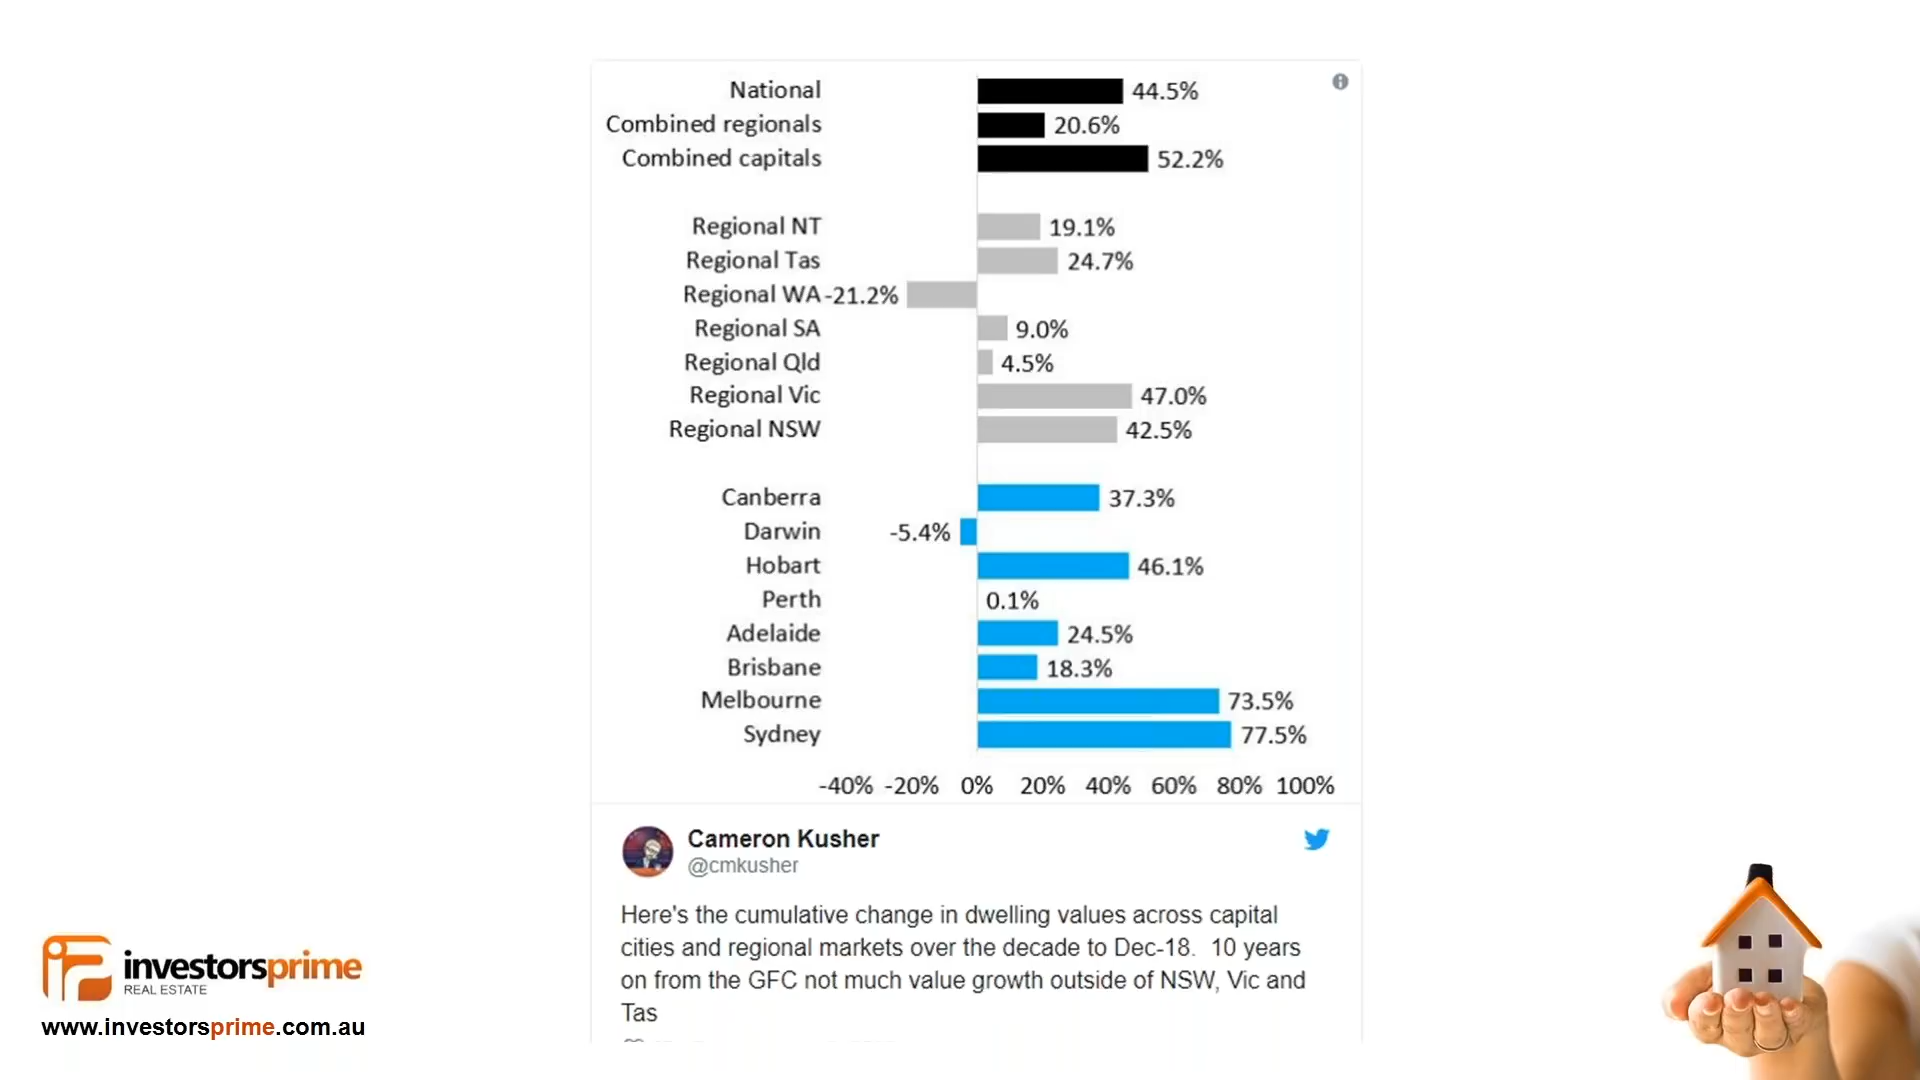 National 44.5%
Combined regionals 20.6%
Combined capitals 52.2%
Regional NT 19.1%
Regional Tas 24.7%
Regional WA -21.2%
Regional SA 9.0%
Regional Qld 4.5%
Regional Vic 47.0%
Regional NSW 42.5%
Canberra 37.3%
Darwin -5.4%
Hobart 46.1%
Perth 0.1%
Adelaide 24.5%
Brisbane 18.3%
Melbourne 73.5%
Sydney 77.5%
-40% -20% 0% 20% 40% 60% 80% 100%
Cameron Kusher
@cmkusher
Here's the cumulative change in dwelling values across capital
cities and regional markets over the decade to Dec-18. 10 years
on from the GFC not much value growth outside of NSW, Vic and
Tas
investorsprime
REAL ESTATE
www.investorsprime.com.au